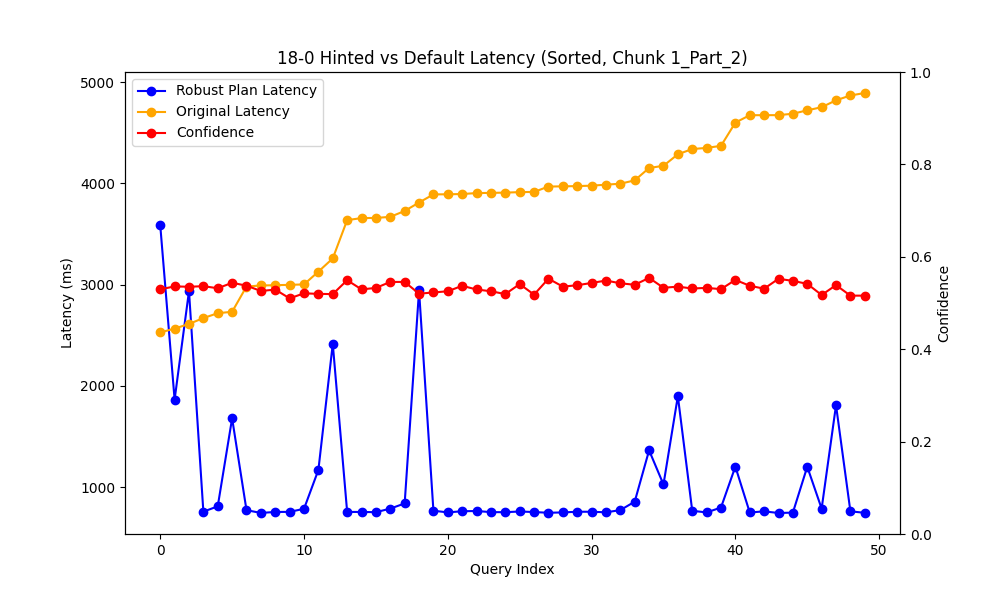 18-0 Hinted vs Default Latency (Sorted, Chunk 1_Part_2)
Robust Plan Latency
Original Latency
Confidence
5000
4000
3000
2000
1000
Latency (ms)
1.0
0.8
0.6
0.4
0.2
0.0
Confidence
0 10 20 30 40 50
Query Index